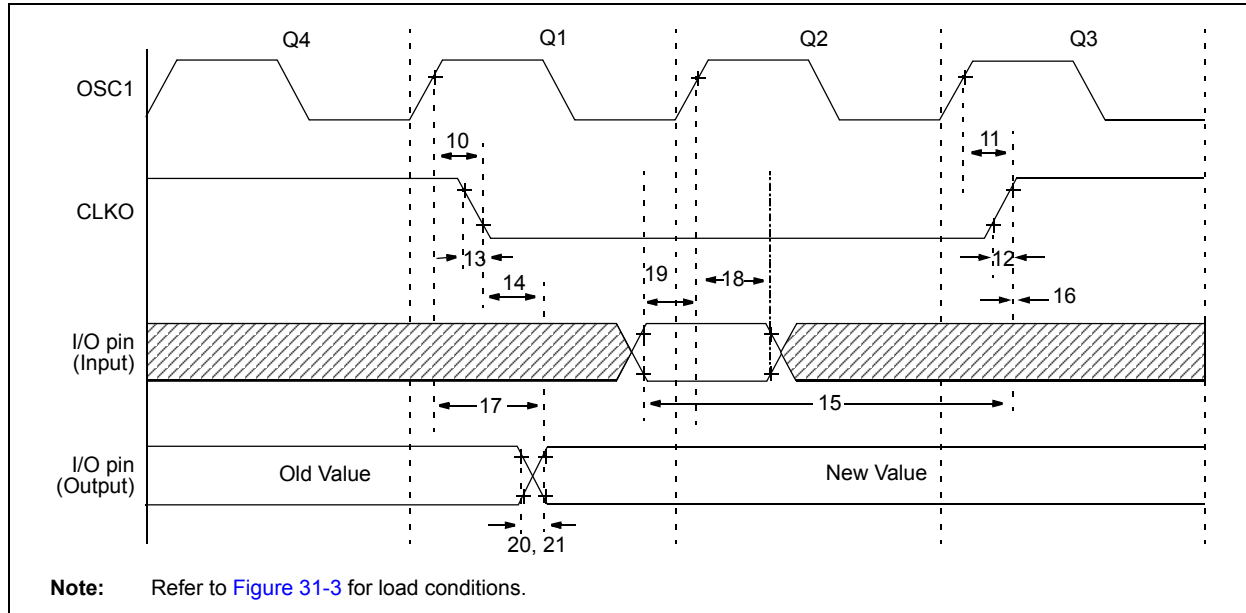 Q4 Q1 Q2 Q3
OSC1
10 11
CLKO
13 12
14 19 18 16
I/O pin
(Input)
17 15
I/O pin
(Output)
Old Value New Value
20, 21
Note: Refer to Figure 31-3 for load conditions.